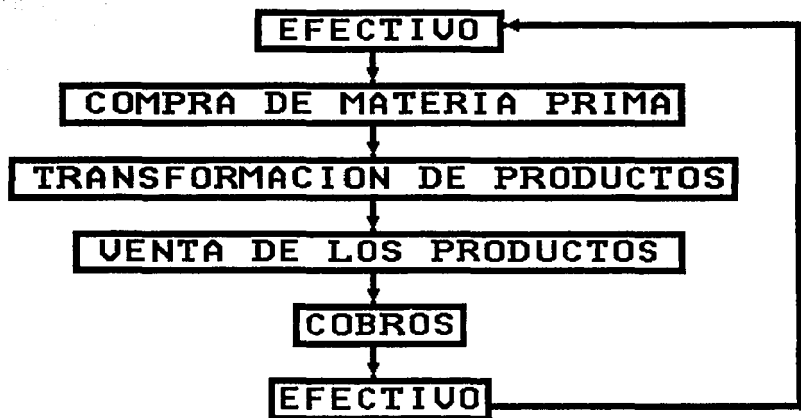 EFECTIVO
COMPRA DE MATERIA PRIMA
TRANSFORMACION DE PRODUCTOS
VENTA DE LOS PRODUCTOS
COBROS
EFECTIVO